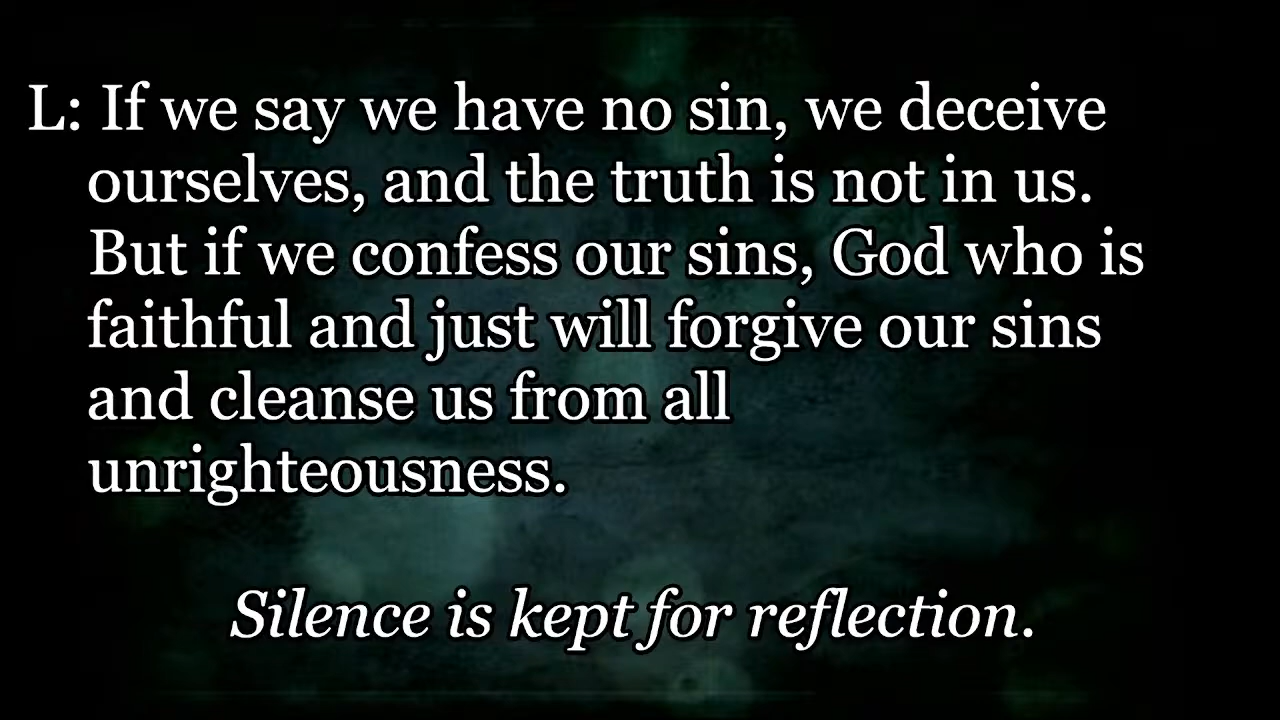 L: If we say we have no sin, we deceive
ourselves, and the truth is not in us.
But if we confess our sins, God who is
faithful and just will forgive our sins
and cleanse us from all
unrighteousness.
Silence is kept for reflection.